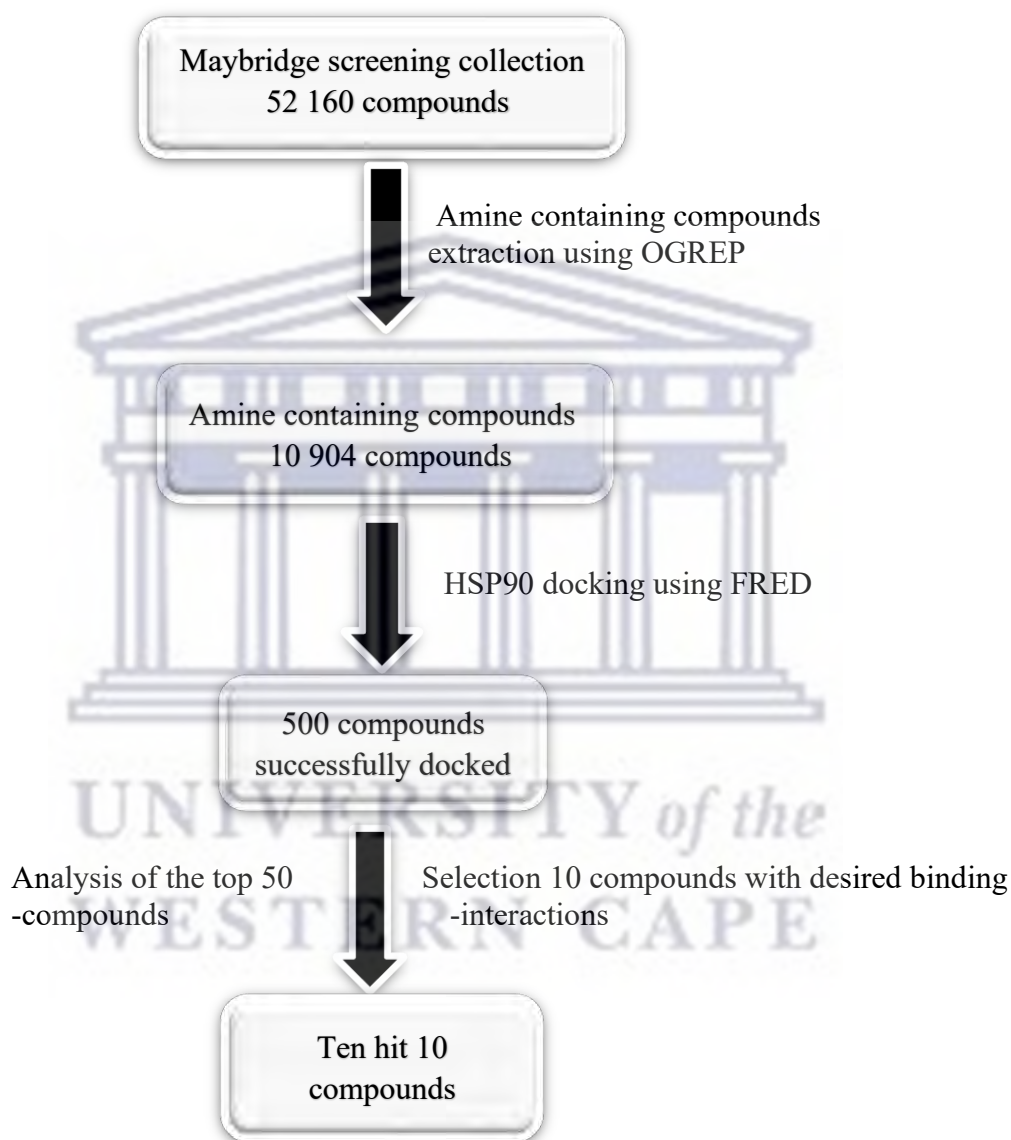 Maybridge screening collection
52 160 compounds
Amine containing compounds
extraction using OGREP
Amine containing compounds
10 904 compounds
HSP90 docking using FRED
500 compounds
successfully docked
UNIVERSITY of the
Analysis of the top 50
-compounds
Selection 10 compounds with desired binding
-interactions
WESTERN CAPE
Ten hit 10
compounds